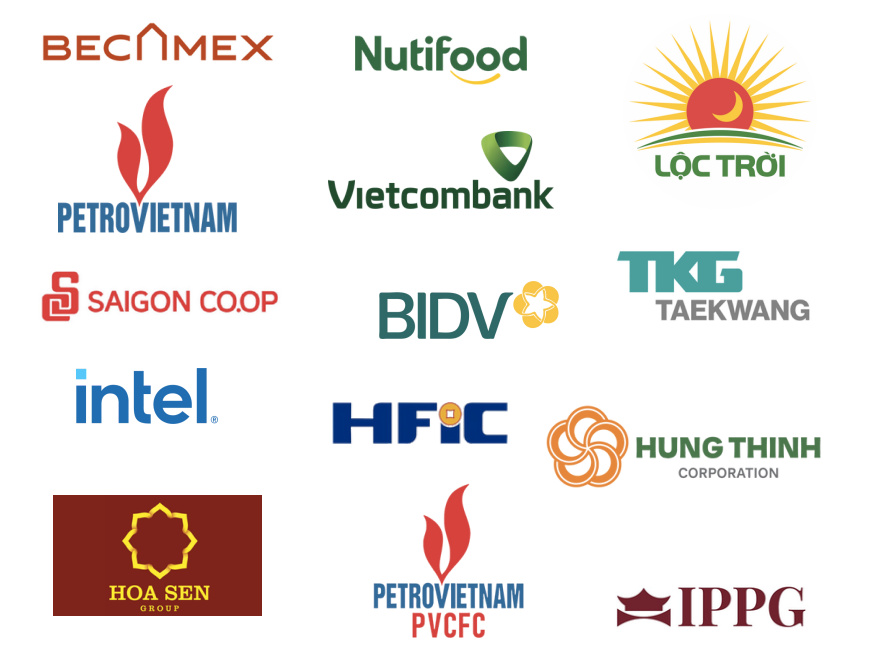 BECAMEX
Nutifood
LỘC TRỜI
PETROVIETNAM
Vietcombank
SAIGON CO.OP
BIDV
TKG
TAEKWANG
intel®
HFiC
HUNG THINH
CORPORATION
HOA SEN
GROUP
PETROVIETNAM
PVCFC
IPPG